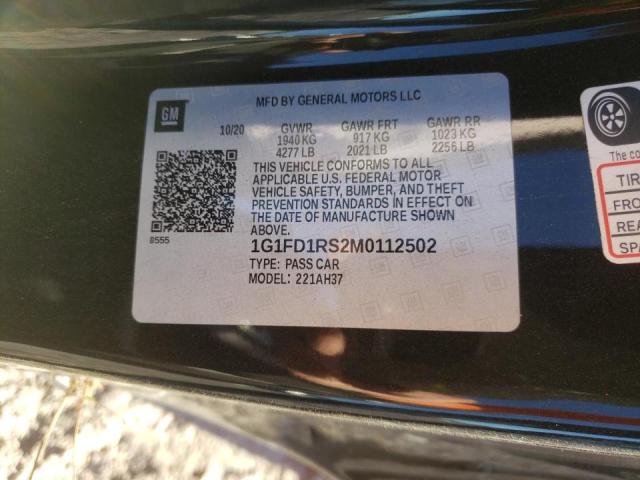 GM
MFD BY GENERAL MOTORS LLC
10/20 GVWR GAWR FRT GAWR RR
1940 KG 917 KG 1023 KG
4277 LB 2021 LB 2256 LB
THIS VEHICLE CONFORMS TO ALL
APPLICABLE U.S. FEDERAL MOTOR
VEHICLE SAFETY, BUMPER, AND THEFT
PREVENTION STANDARDS IN EFFECT ON
THE DATE OF MANUFACTURE SHOWN
ABOVE.
8555
1G1FD1RS2M0112502
TYPE: PASS CAR
MODEL: 221AH37
The co
TIR
FRO
REA
SPA